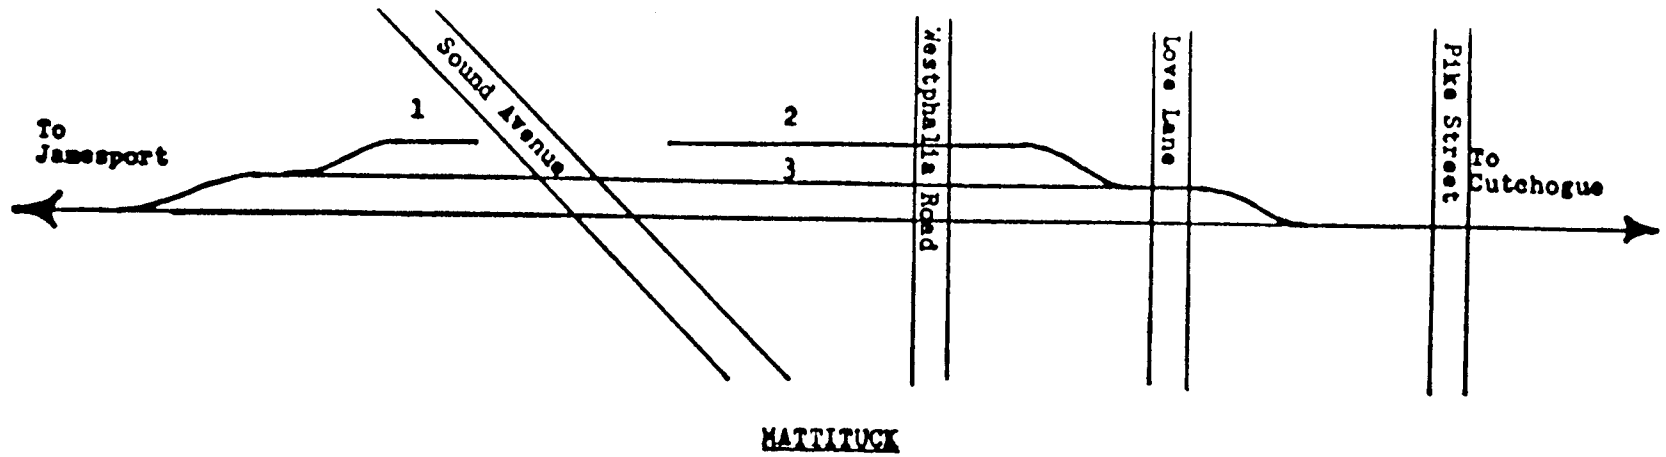 Sound Avenue
Westphalia Road
Love Lane
Pike Street
1
2
3
To
Jamesport
To
Cutchogue
MATTITUCK